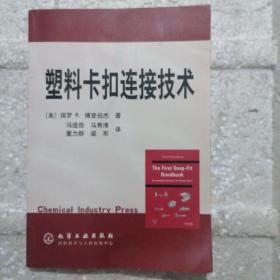 塑料卡扣连接技术
[美] 保罗 R. 博登伯杰 著
冯连勋 马秀清
董力群 梁军 译
The First Snap-Fit
Handbook
Chemical Industry Press
化学工业出版社